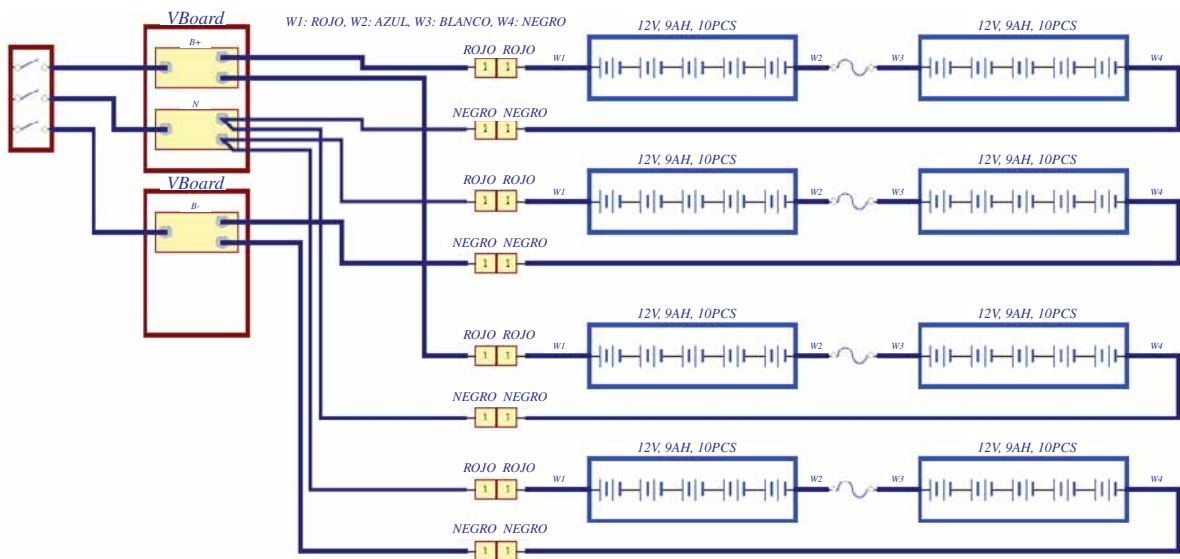 VBoard
W1: ROJO, W2: AZUL, W3: BLANCO, W4: NEGRO
B+
N
VBoard
B-
12V, 9AH, 10PCS
12V, 9AH, 10PCS
ROJO ROJO
W1
W2
W3
W4
NEGRO NEGRO
12V, 9AH, 10PCS
12V, 9AH, 10PCS
ROJO ROJO
W1
W2
W3
W4
NEGRO NEGRO
12V, 9AH, 10PCS
12V, 9AH, 10PCS
ROJO ROJO
W1
W2
W3
W4
NEGRO NEGRO
12V, 9AH, 10PCS
12V, 9AH, 10PCS
ROJO ROJO
W1
W2
W3
W4
NEGRO NEGRO